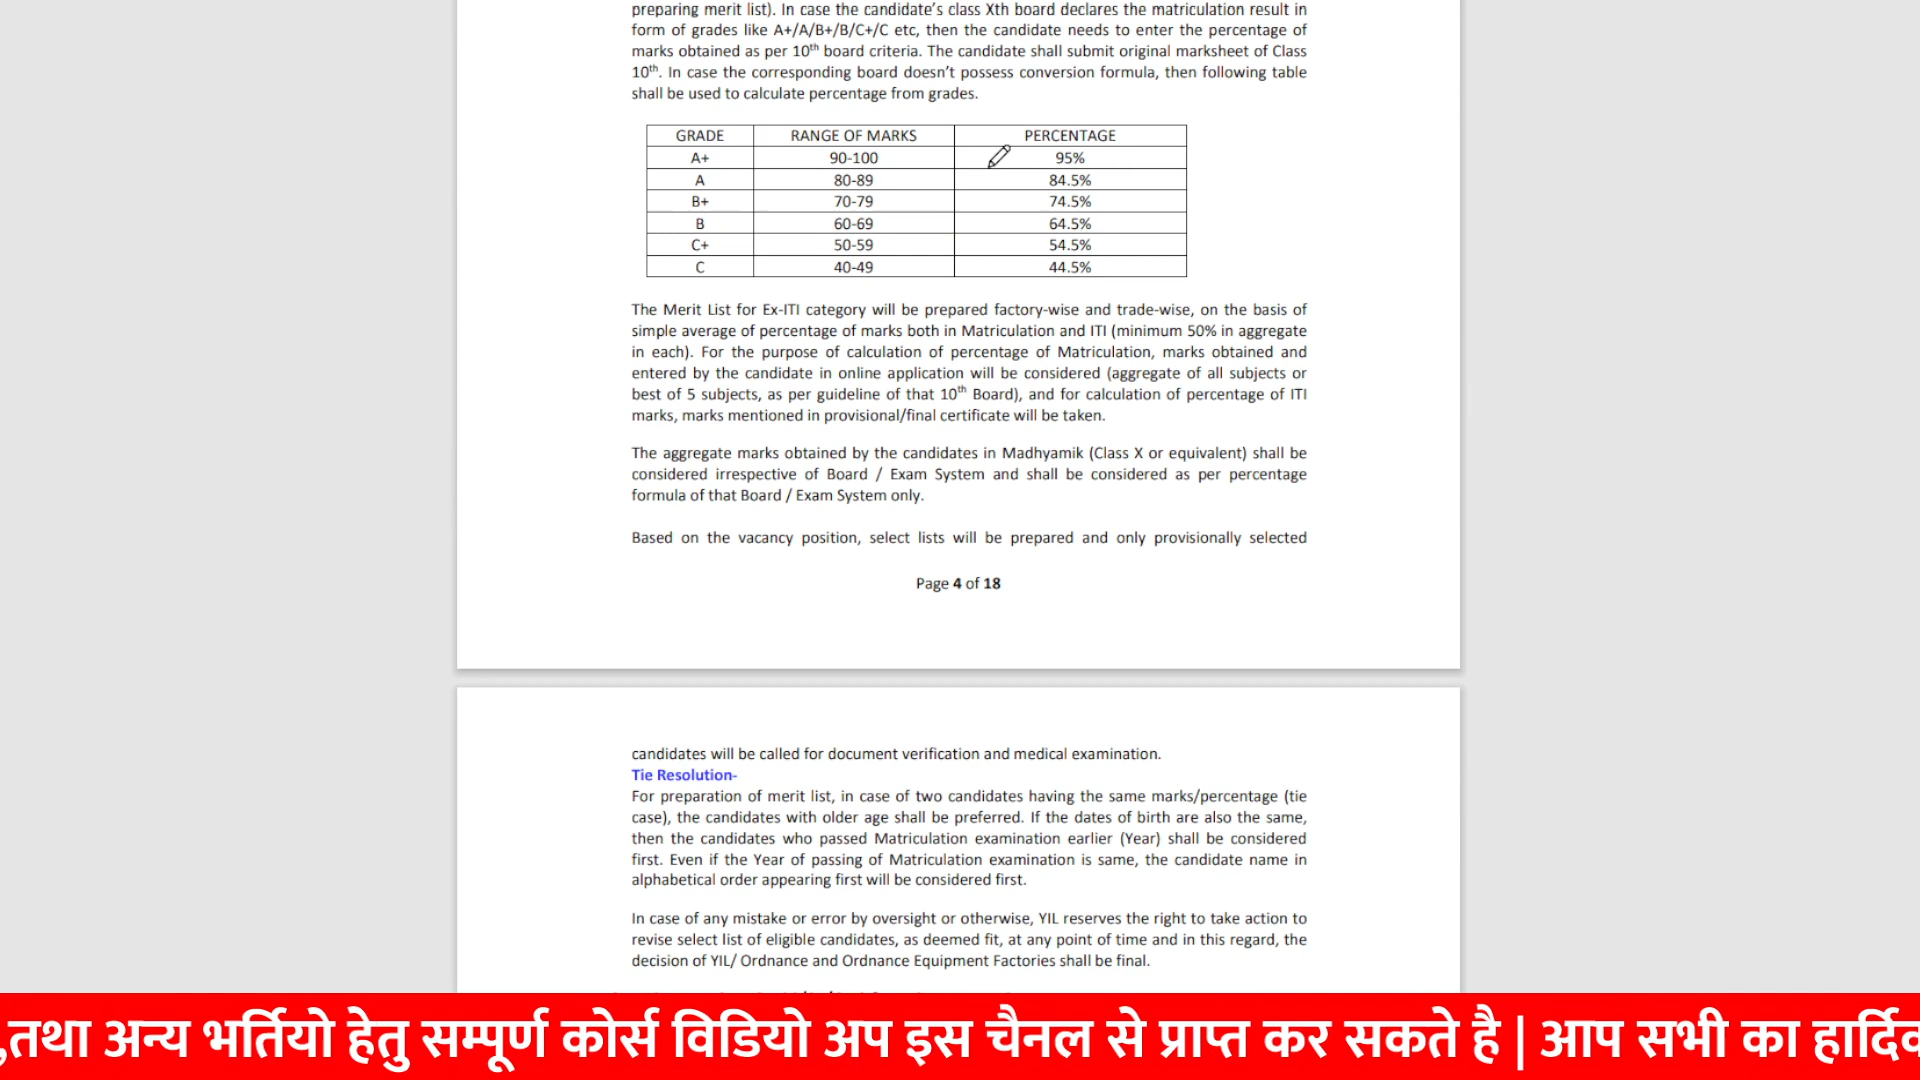 preparing merit list). In case the candidate's class Xth board declares the matriculation result in
form of grades like A+/A/B+/B/C+/C etc, then the candidate needs to enter the percentage of
marks obtained as per 10th board criteria. The candidate shall submit original marksheet of Class
10th. In case the corresponding board doesn't possess conversion formula, then following table
shall be used to calculate percentage from grades.
GRADE RANGE OF MARKS PERCENTAGE
A+ 90-100 95%
A 80-89 84.5%
B+ 70-79 74.5%
B 60-69 64.5%
C+ 50-59 54.5%
C 40-49 44.5%
The Merit List for Ex-ITI category will be prepared factory-wise and trade-wise, on the basis of
simple average of percentage of marks both in Matriculation and ITI (minimum 50% in aggregate
in each). For the purpose of calculation of percentage of Matriculation, marks obtained and
entered by the candidate in online application will be considered (aggregate of all subjects or
best of 5 subjects, as per guideline of that 10th Board), and for calculation of percentage of ITI
marks, marks mentioned in provisional/final certificate will be taken.
The aggregate marks obtained by the candidates in Madhyamik (Class X or equivalent) shall be
considered irrespective of Board / Exam System and shall be considered as per percentage
formula of that Board / Exam System only.
Based on the vacancy position, select lists will be prepared and only provisionally selected
Page 4 of 18
candidates will be called for document verification and medical examination.
Tie Resolution-
For preparation of merit list, in case of two candidates having the same marks/percentage (tie
case), the candidates with older age shall be preferred. If the dates of birth are also the same,
then the candidates who passed Matriculation examination earlier (Year) shall be considered
first. Even if the Year of passing of Matriculation examination is same, the candidate name in
alphabetical order appearing first will be considered first.
In case of any mistake or error by oversight or otherwise, YIL reserves the right to take action to
revise select list of eligible candidates, as deemed fit, at any point of time and in this regard, the
decision of YIL/ Ordnance and Ordnance Equipment Factories shall be final.
,तथा अन्य भर्तियो हेतु सम्पूर्ण कोर्स विडियो अप इस चैनल से प्राप्त कर सकते है | आप सभी का